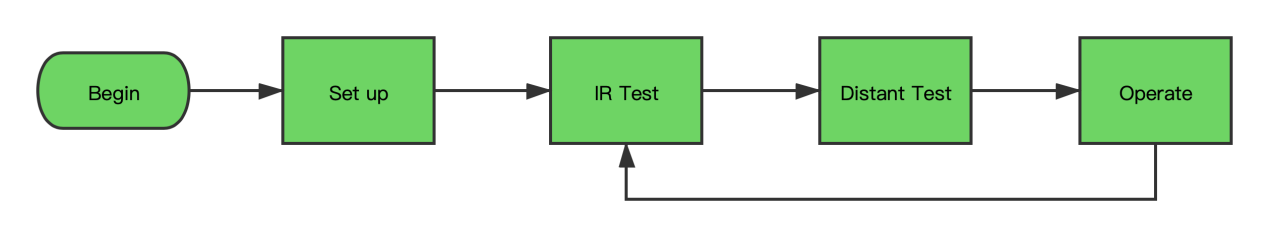 Begin
Set up
IR Test
Distant Test
Operate